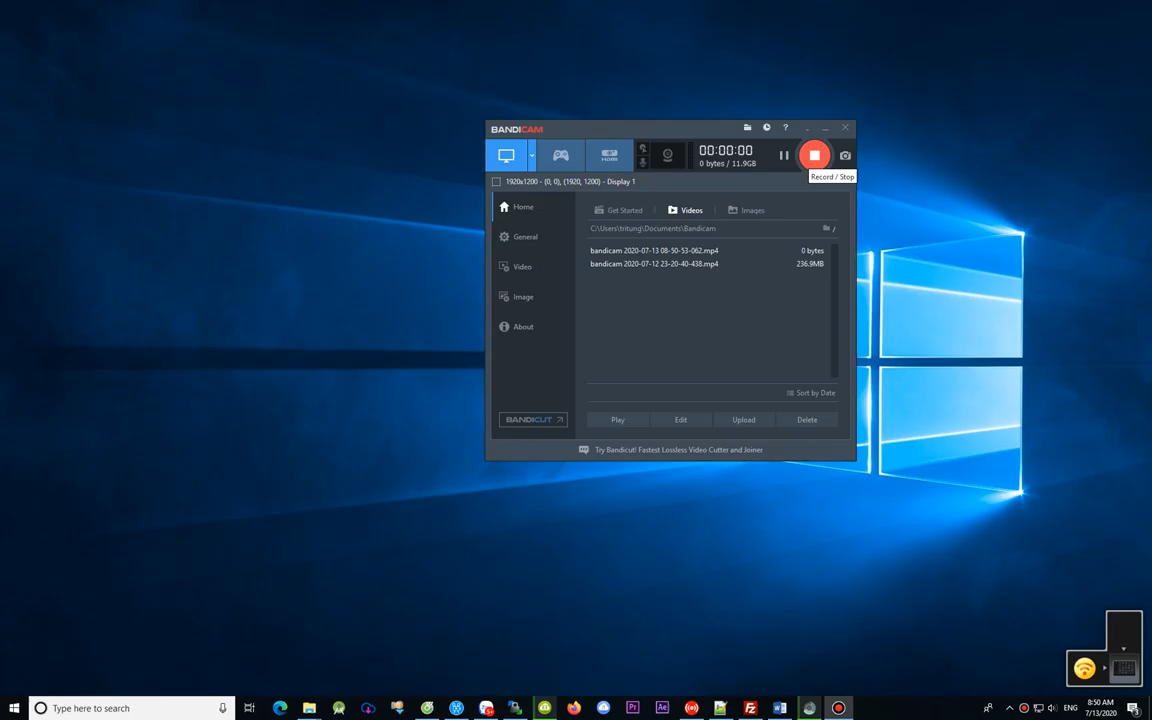 BANDICAM
?
HDMI
00:00:00
0 bytes / 11.9GB
Record / Stop
1920x1200 - (0, 0), (1920, 1200) - Display 1
Home
Get Started
Videos
Images
C:\Users\tritung\Documents\Bandicam
General
bandicam 2020-07-13 08-50-53-062.mp4 0 bytes
bandicam 2020-07-12 23-20-40-438.mp4 236.9MB
Video
Image
About
Sort by Date
BANDICUT
Play
Edit
Upload
Delete
Try Bandicut! Fastest Lossless Video Cutter and Joiner
Type here to search
Pr
Ae
Fz
ENG
8:50 AM
7/13/2020